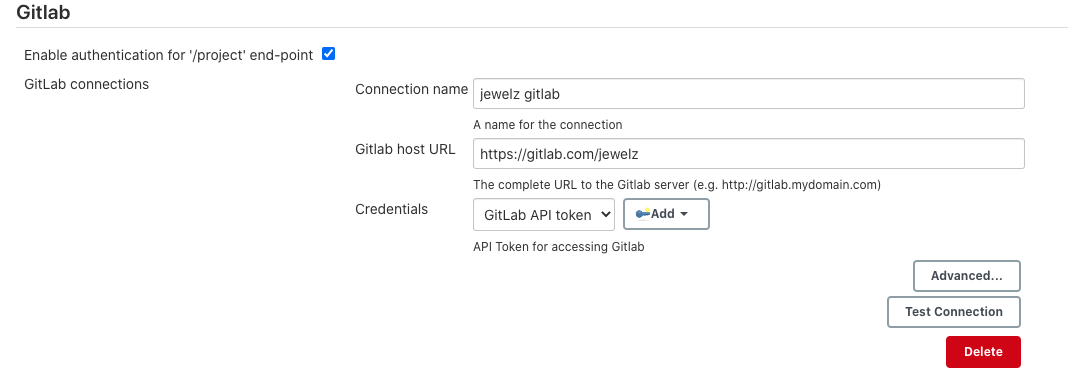 Gitlab
Enable authentication for '/project' end-point
GitLab connections
Connection name
jewelz gitlab
A name for the connection
Gitlab host URL
https://gitlab.com/jewelz
The complete URL to the Gitlab server (e.g. http://gitlab.mydomain.com)
Credentials
GitLab API token
Add
API Token for accessing Gitlab
Advanced...
Test Connection
Delete